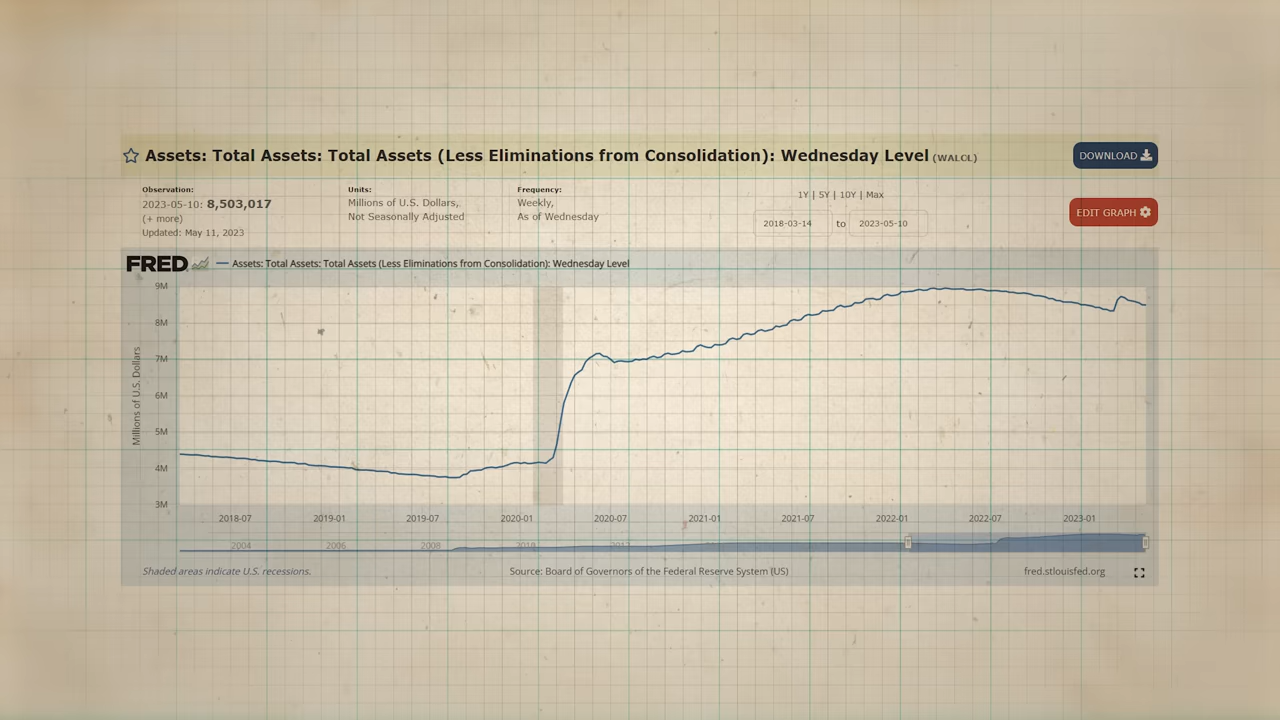 Assets: Total Assets: Total Assets (Less Eliminations from Consolidation): Wednesday Level (WALCL)
DOWNLOAD
Observation:
2023-05-10: 8,503,017
(+ more)
Updated: May 11, 2023
Units:
Millions of U.S. Dollars,
Not Seasonally Adjusted
Frequency:
Weekly,
As of Wednesday
1Y | 5Y | 10Y | Max
2018-03-14 to 2023-05-10
EDIT GRAPH
FRED
Assets: Total Assets: Total Assets (Less Eliminations from Consolidation): Wednesday Level
Millions of U.S. Dollars
9M
8M
7M
6M
5M
4M
3M
2018-07 2019-01 2019-07 2020-01 2020-07 2021-01 2021-07 2022-01 2022-07 2023-01
2004 2006 2008 2010 2012
Shaded areas indicate U.S. recessions.
Source: Board of Governors of the Federal Reserve System (US)
fred.stlouisfed.org